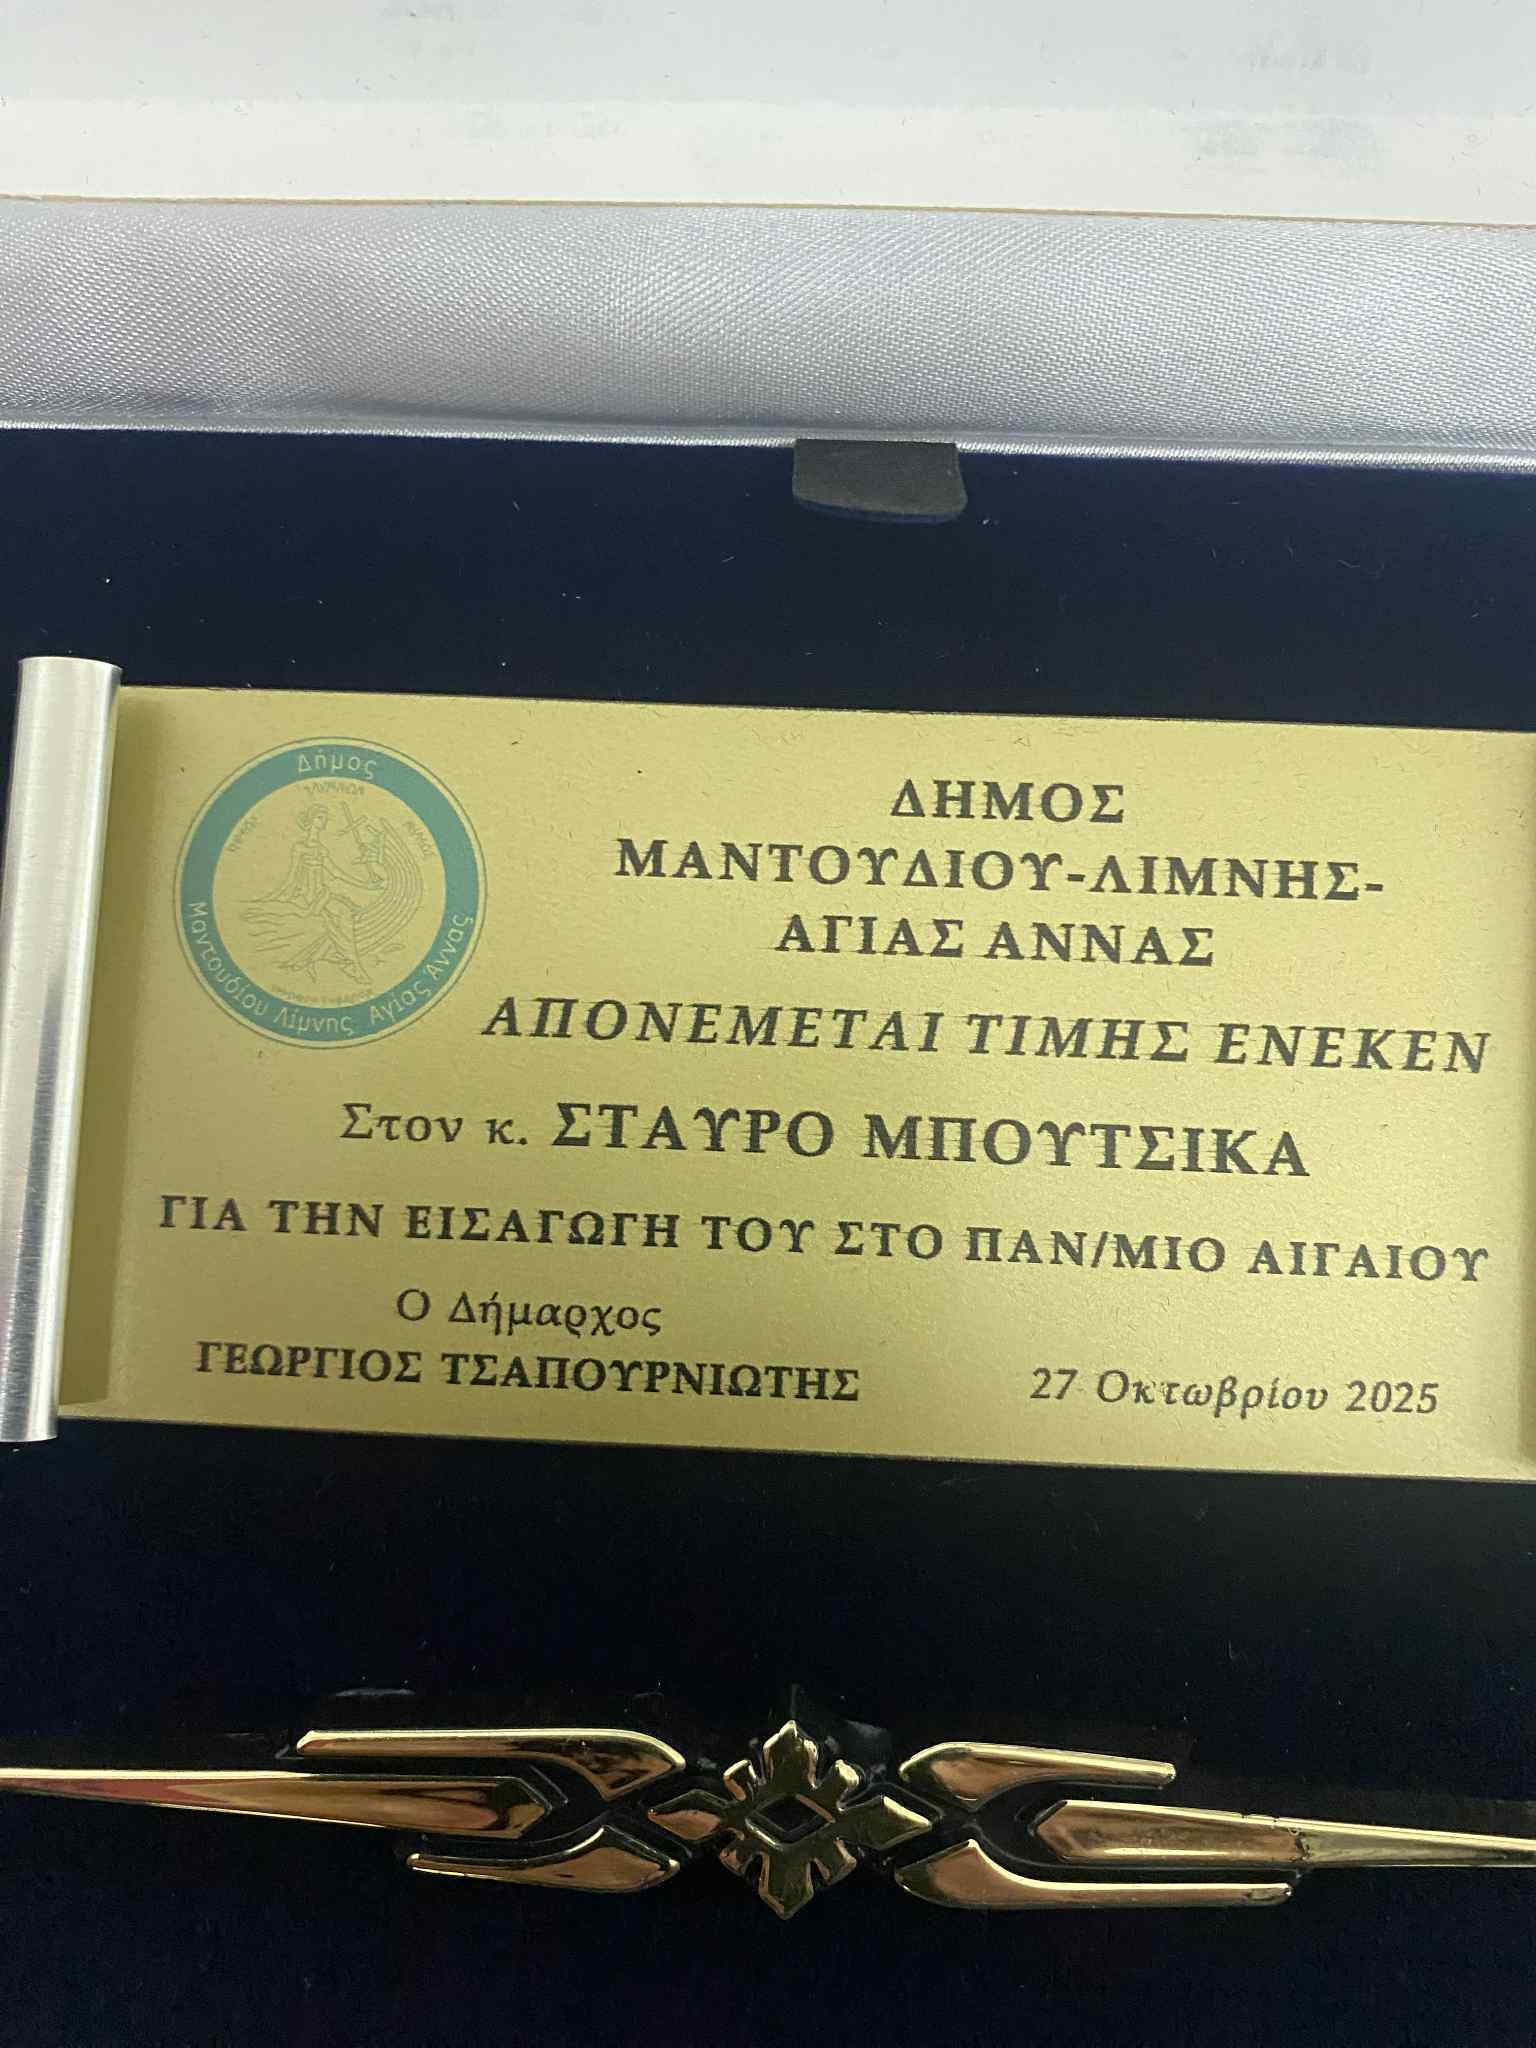 Δήμος
Μαντουδίου Λίμνης Αγίας Άννας
ΔΗΜΟΣ
ΜΑΝΤΟΥΔΙΟΥ-ΛΙΜΝΗΣ-
ΑΓΙΑΣ ΑΝΝΑΣ
ΑΠΟΝΕΜΕΤΑΙ ΤΙΜΗΣ ΕΝΕΚΕΝ
Στον κ. ΣΤΑΥΡΟ ΜΠΟΥΤΣΙΚΑ
ΓΙΑ ΤΗΝ ΕΙΣΑΓΩΓΗ ΤΟΥ ΣΤΟ ΠΑΝ/ΜΙΟ ΑΙΓΑΙΟΥ
Ο Δήμαρχος
ΓΕΩΡΓΙΟΣ ΤΣΑΠΟΥΡΝΙΩΤΗΣ
27 Οκτωβρίου 2025